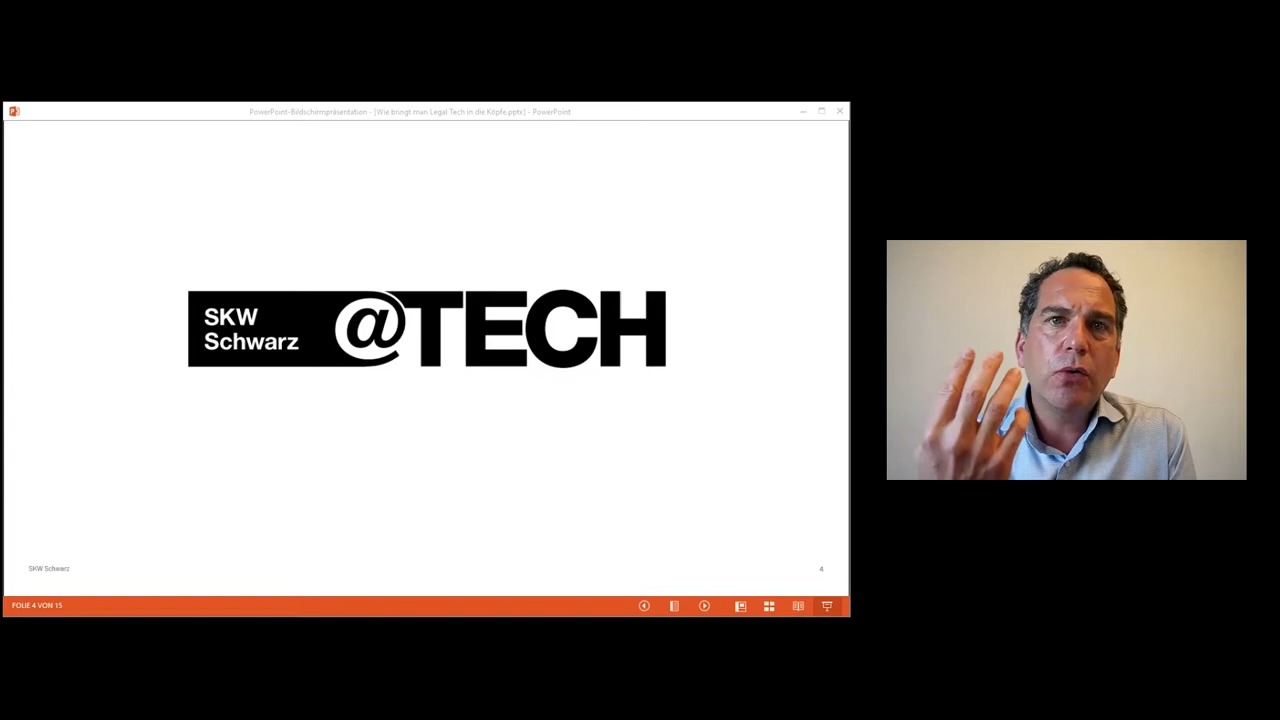 PowerPoint-Bildschirmpräsentation - [Wie bringt man Legal Tech in die Köpfe.pptx] - PowerPoint
SKW
Schwarz
@TECH
SKW Schwarz
4
FOLIE 4 VON 15